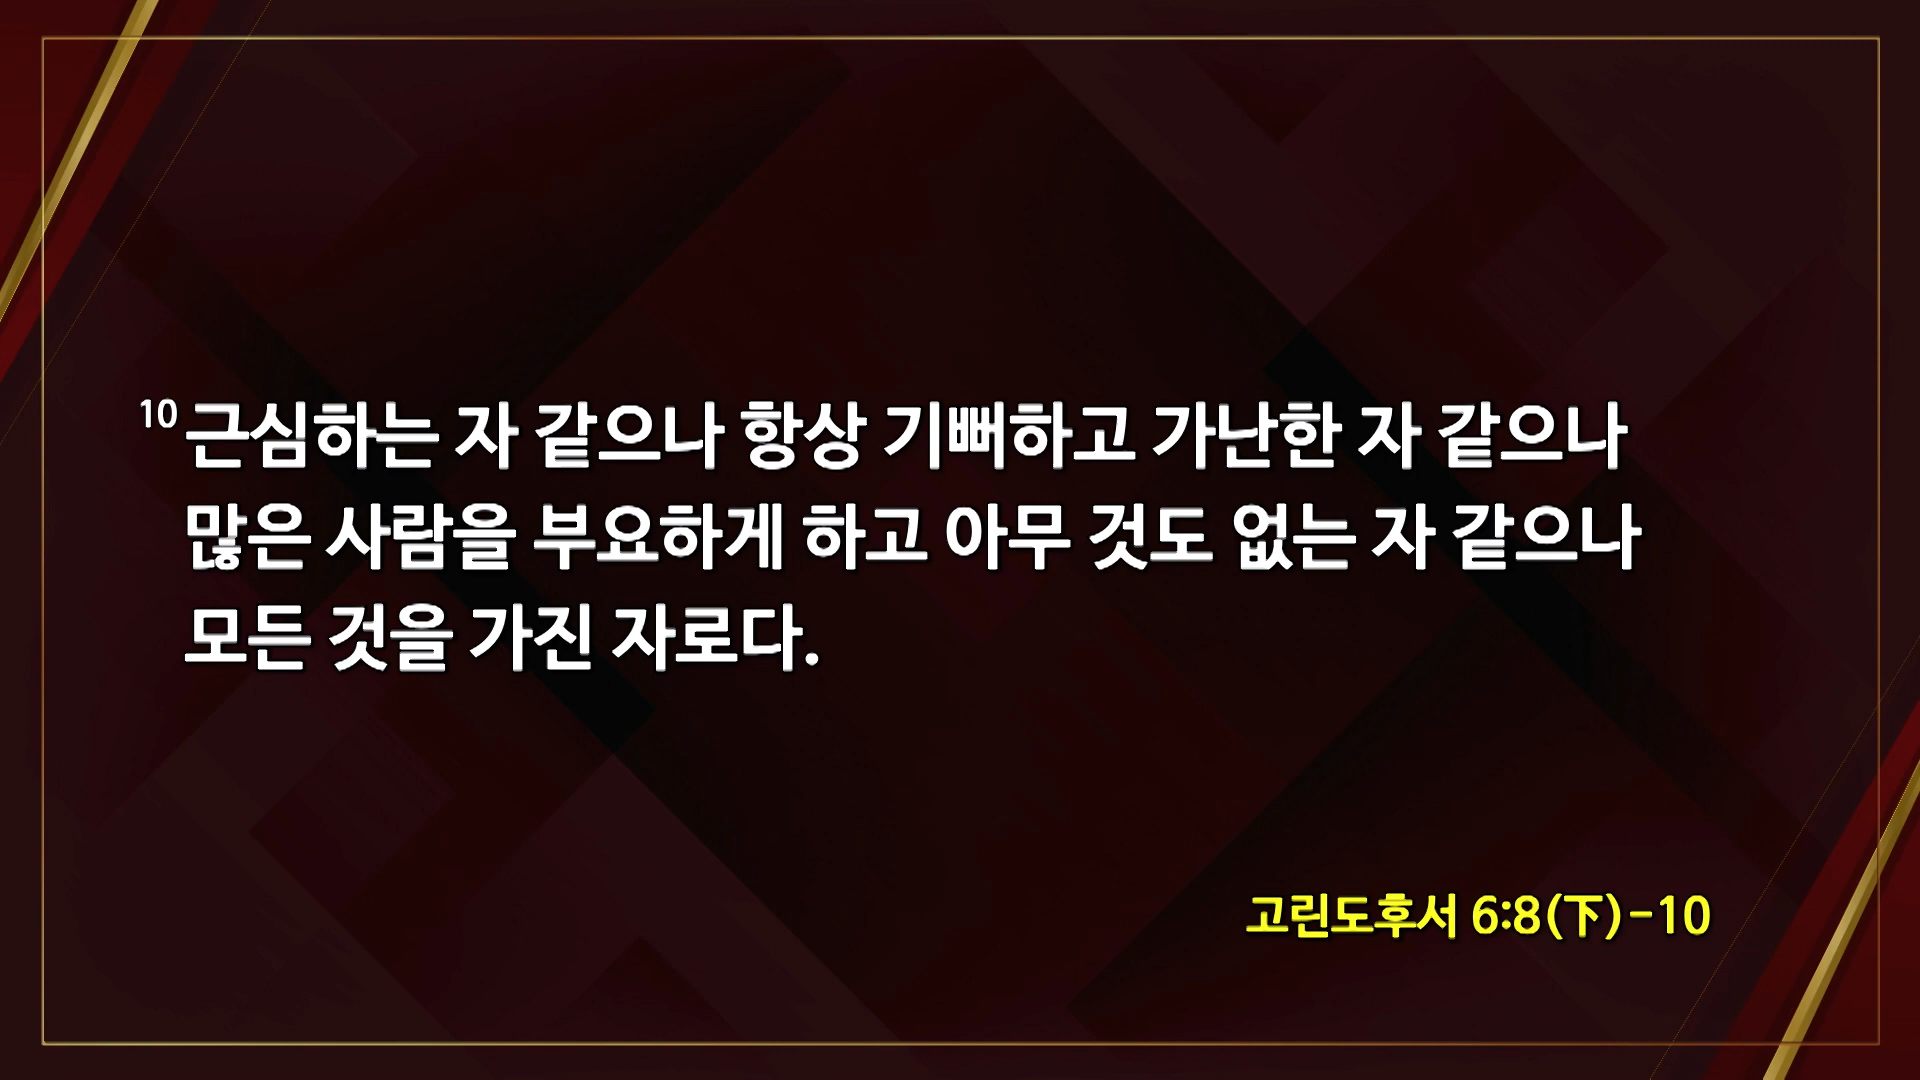 10 근심하는 자 같으나 항상 기뻐하고 가난한 자 같으나
많은 사람을 부요하게 하고 아무 것도 없는 자 같으나
모든 것을 가진 자로다.
고린도후서 6:8(下)-10